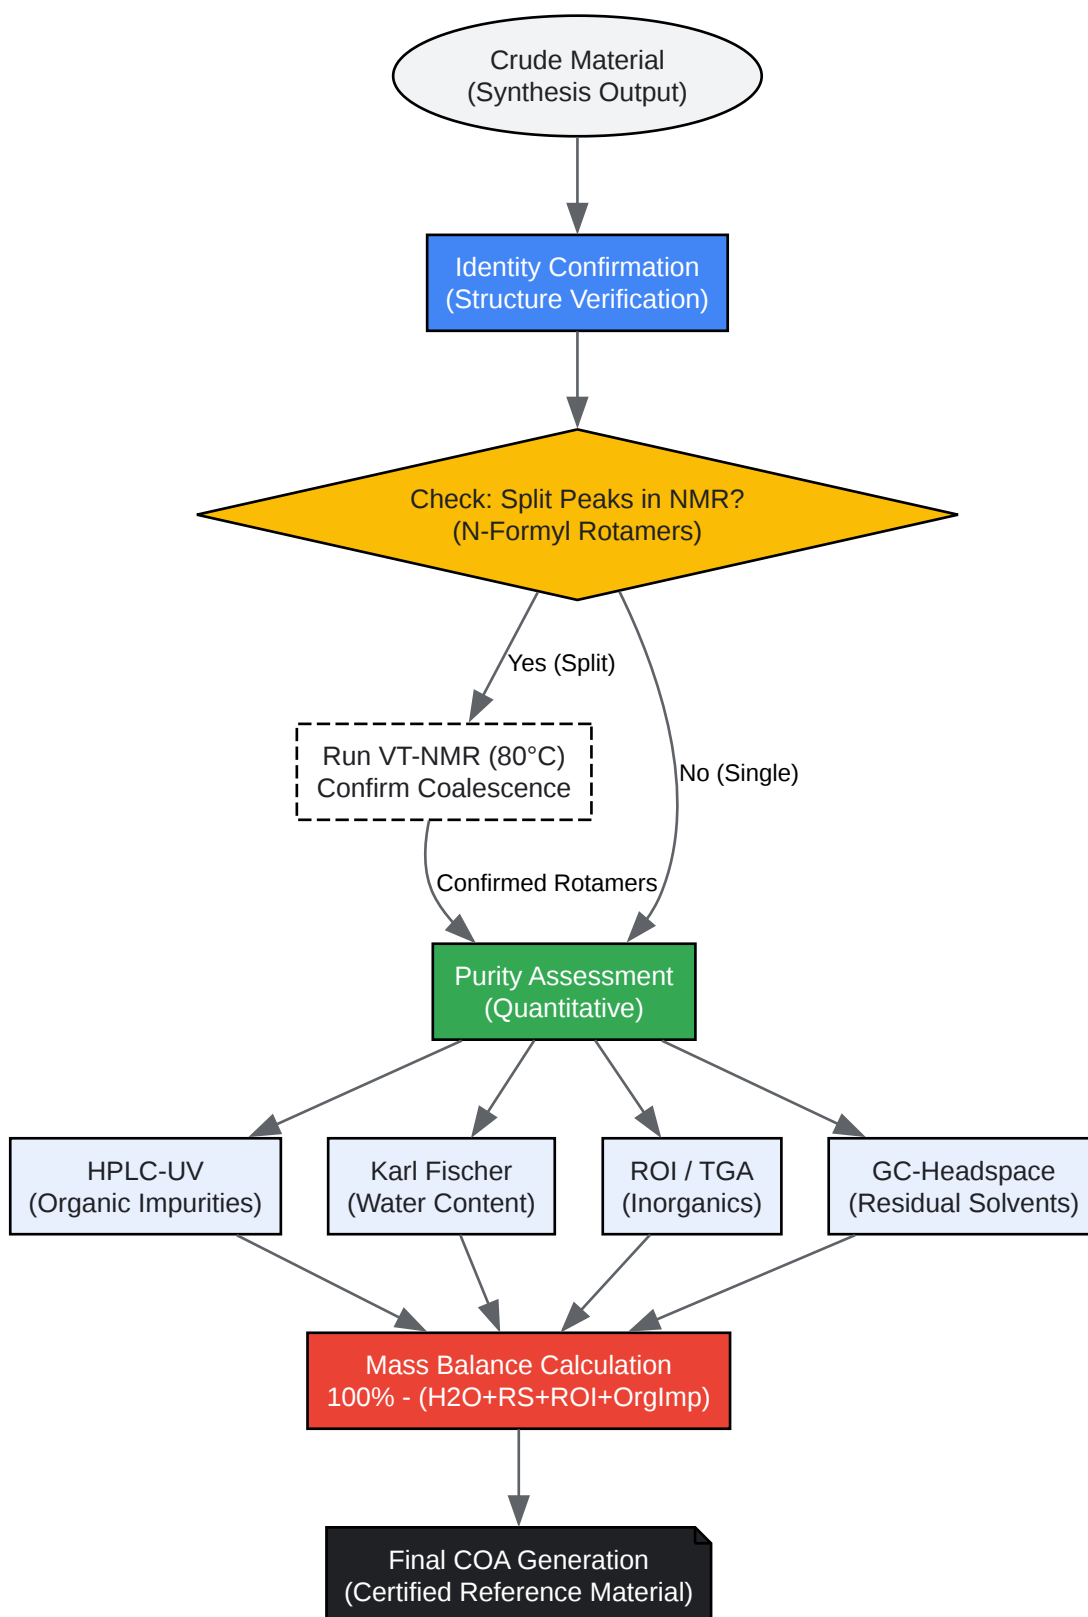 Crude Material
(Synthesis Output)
Identity Confirmation
(Structure Verification)
Check: Split Peaks in NMR?
(N-Formyl Rotamers)
Yes (Split)
Run VT-NMR (80°C)
Confirm Coalescence
No (Single)
Confirmed Rotamers
Purity Assessment
(Quantitative)
HPLC-UV
(Organic Impurities)
Karl Fischer
(Water Content)
ROI / TGA
(Inorganics)
GC-Headspace
(Residual Solvents)
Mass Balance Calculation
100% - (H2O+RS+ROI+OrgImp)
Final COA Generation
(Certified Reference Material)